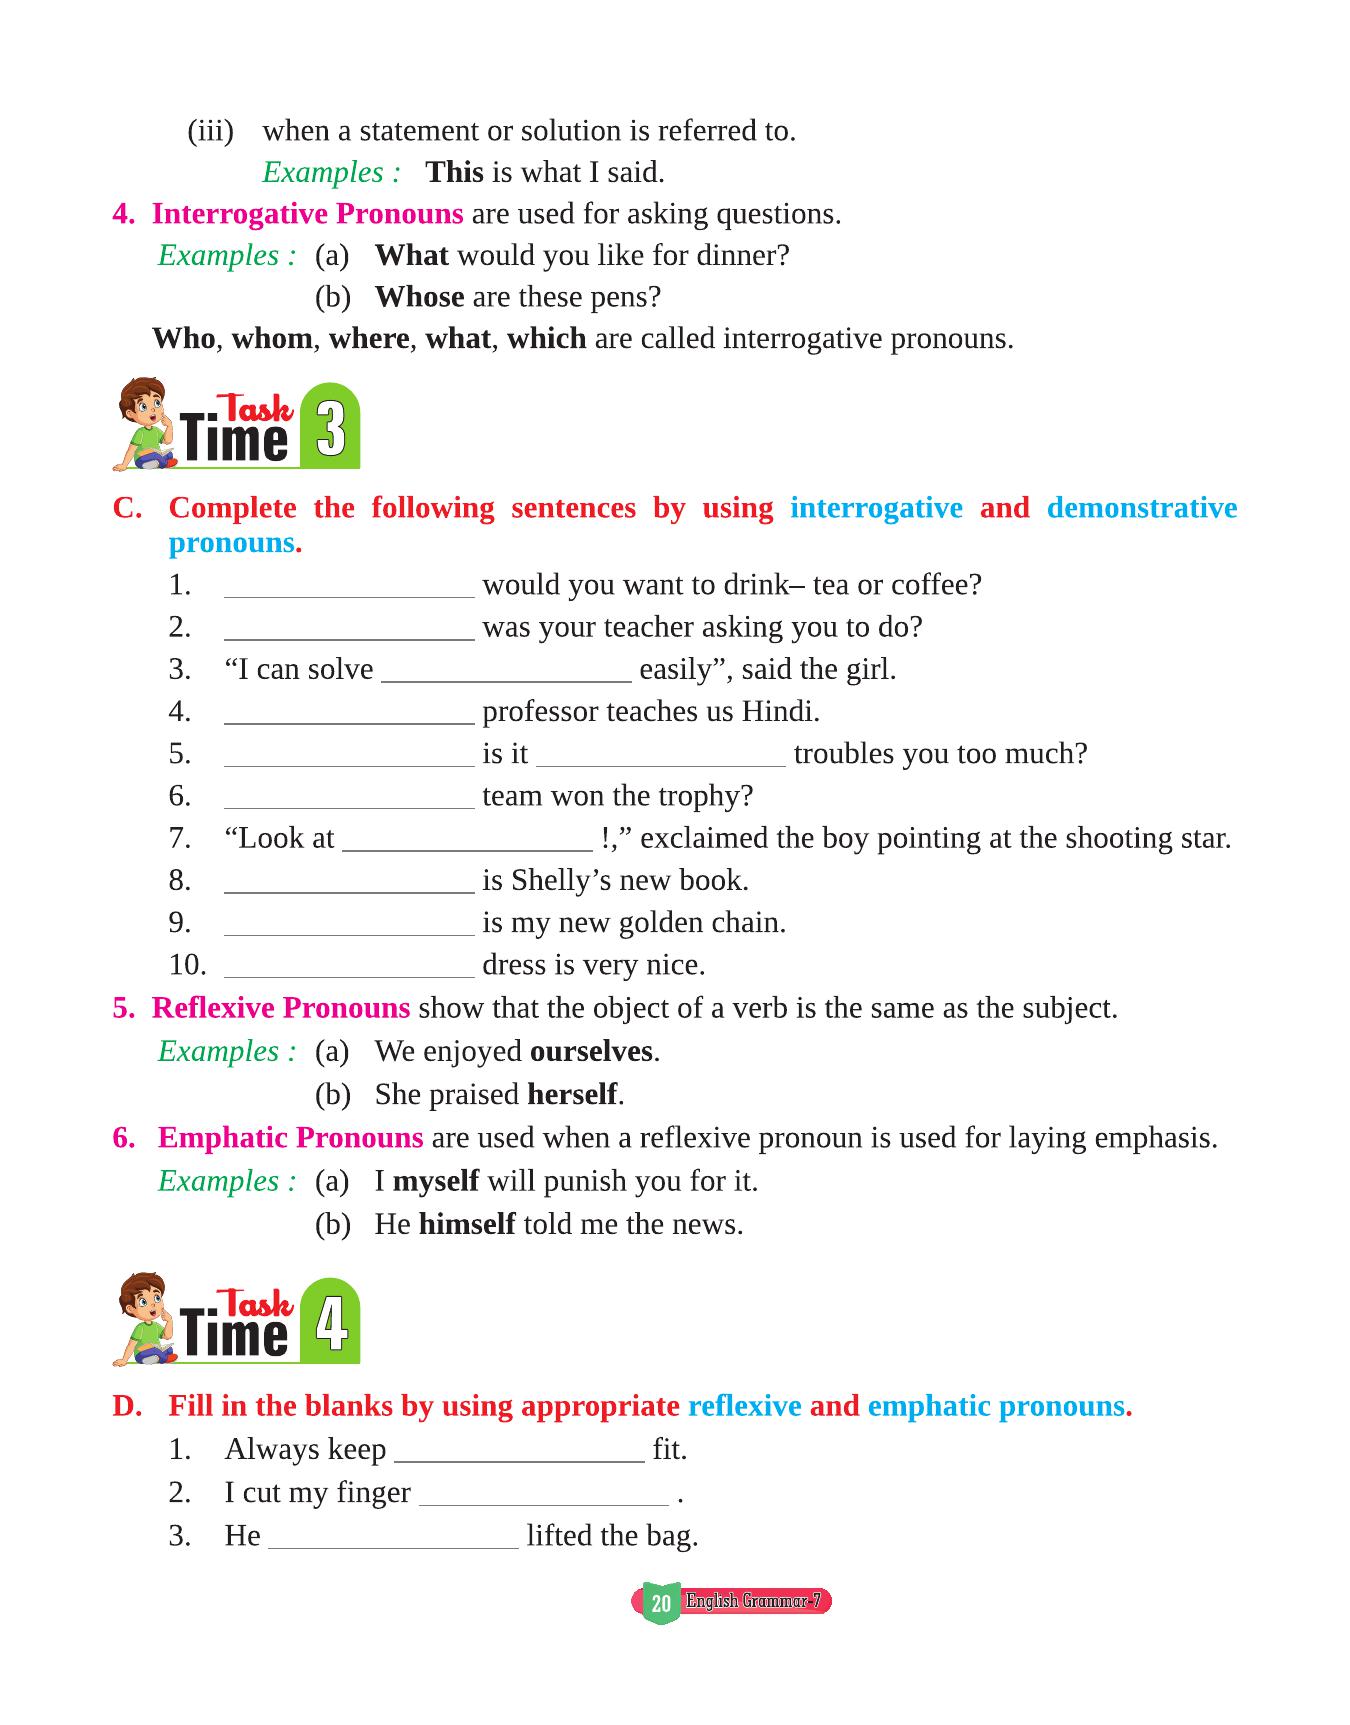 (iii) when a statement or solution is referred to.
Examples : This is what I said.
4. Interrogative Pronouns are used for asking questions.
Examples : (a) What would you like for dinner?
(b) Whose are these pens?
Who, whom, where, what, which are called interrogative pronouns.
Task
Time 3
C. Complete the following sentences by using interrogative and demonstrative
pronouns.
1. ________________ would you want to drink– tea or coffee?
2. ________________ was your teacher asking you to do?
3. “I can solve ________________ easily”, said the girl.
4. ________________ professor teaches us Hindi.
5. ________________ is it ________________ troubles you too much?
6. ________________ team won the trophy?
7. “Look at ________________ !,” exclaimed the boy pointing at the shooting star.
8. ________________ is Shelly’s new book.
9. ________________ is my new golden chain.
10. ________________ dress is very nice.
5. Reflexive Pronouns show that the object of a verb is the same as the subject.
Examples : (a) We enjoyed ourselves.
(b) She praised herself.
6. Emphatic Pronouns are used when a reflexive pronoun is used for laying emphasis.
Examples : (a) I myself will punish you for it.
(b) He himself told me the news.
Task
Time 4
D. Fill in the blanks by using appropriate reflexive and emphatic pronouns.
1. Always keep ________________ fit.
2. I cut my finger ________________ .
3. He ________________ lifted the bag.
20 English Grammar-7